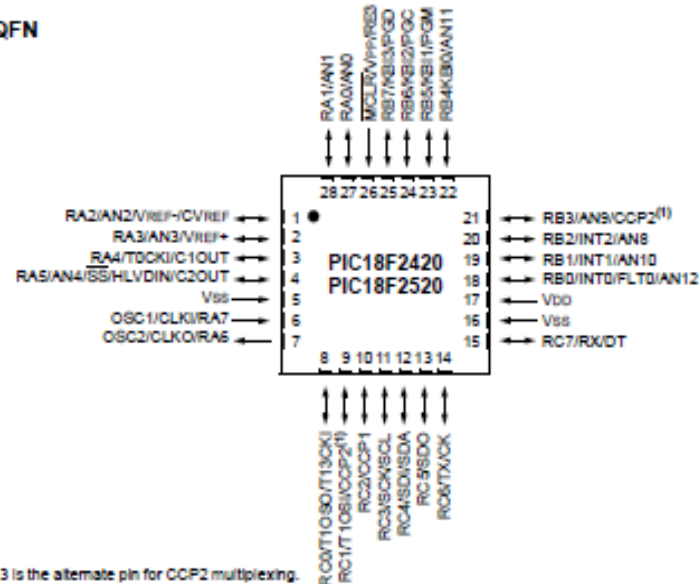 QFN
RA1/AN1
RA0/AN0
MCLR/VPP/RE3
RB7/KBI3/PGD
RB6/KBI2/PGC
RB5/KBI1/PGM
RB4KBI0/AN11
28 27 26 25 24 23 22
RA2/AN2/VREF-/CVREF
RA3/AN3/VREF+
RA4/T0CKI/C1OUT
RA5/AN4/SS/HLVDIN/C2OUT
VSS
OSC1/CLKI/RA7
OSC2/CLKO/RA6
1
2
3
4
5
6
7
PIC18F2420
PIC18F2520
21
20
19
18
17
16
15
RB3/AN9/CCP2(1)
RB2/INT2/AN8
RB1/INT1/AN10
RB0/INT0/FLT0/AN12
VDD
VSS
RC7/RX/DT
8 9 10 11 12 13 14
RC0/T1OSO/T13CKI
RC1/T1OSI/CCP2(1)
RC2/CCP1
RC3/SCK/SCL
RC4/SDI/SDA
RC5/SDO
RC6/TX/CK
3 is the alternate pin for CCP2 multiplexing.